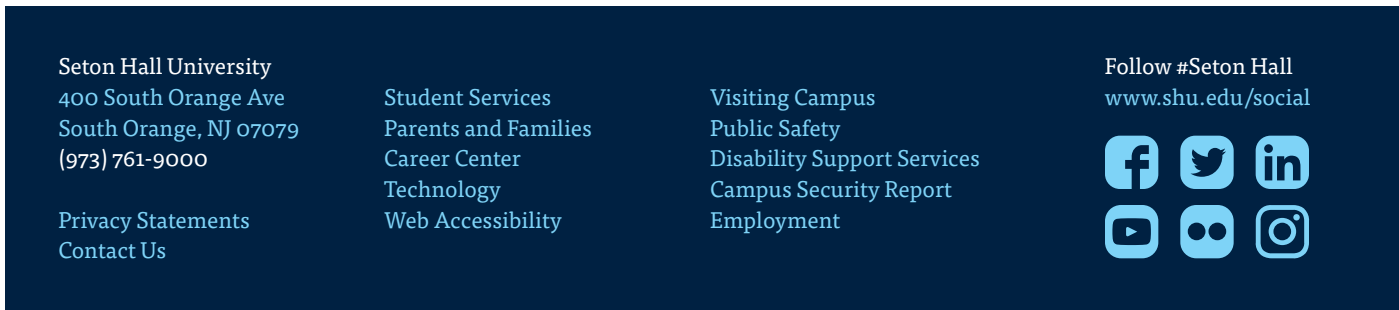 Seton Hall University
400 South Orange Ave
South Orange, NJ 07079
(973) 761-9000
Privacy Statements
Contact Us
Student Services
Parents and Families
Career Center
Technology
Web Accessibility
Visiting Campus
Public Safety
Disability Support Services
Campus Security Report
Employment
Follow #Seton Hall
www.shu.edu/social